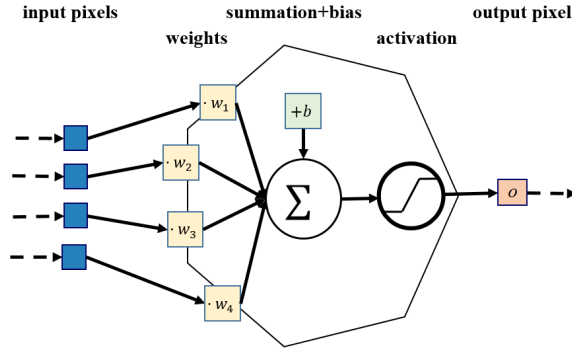 input pixels
summation+bias
output pixel
weights
activation
· w₁
+b
· w₂
Σ
o
· w₃
· w₄